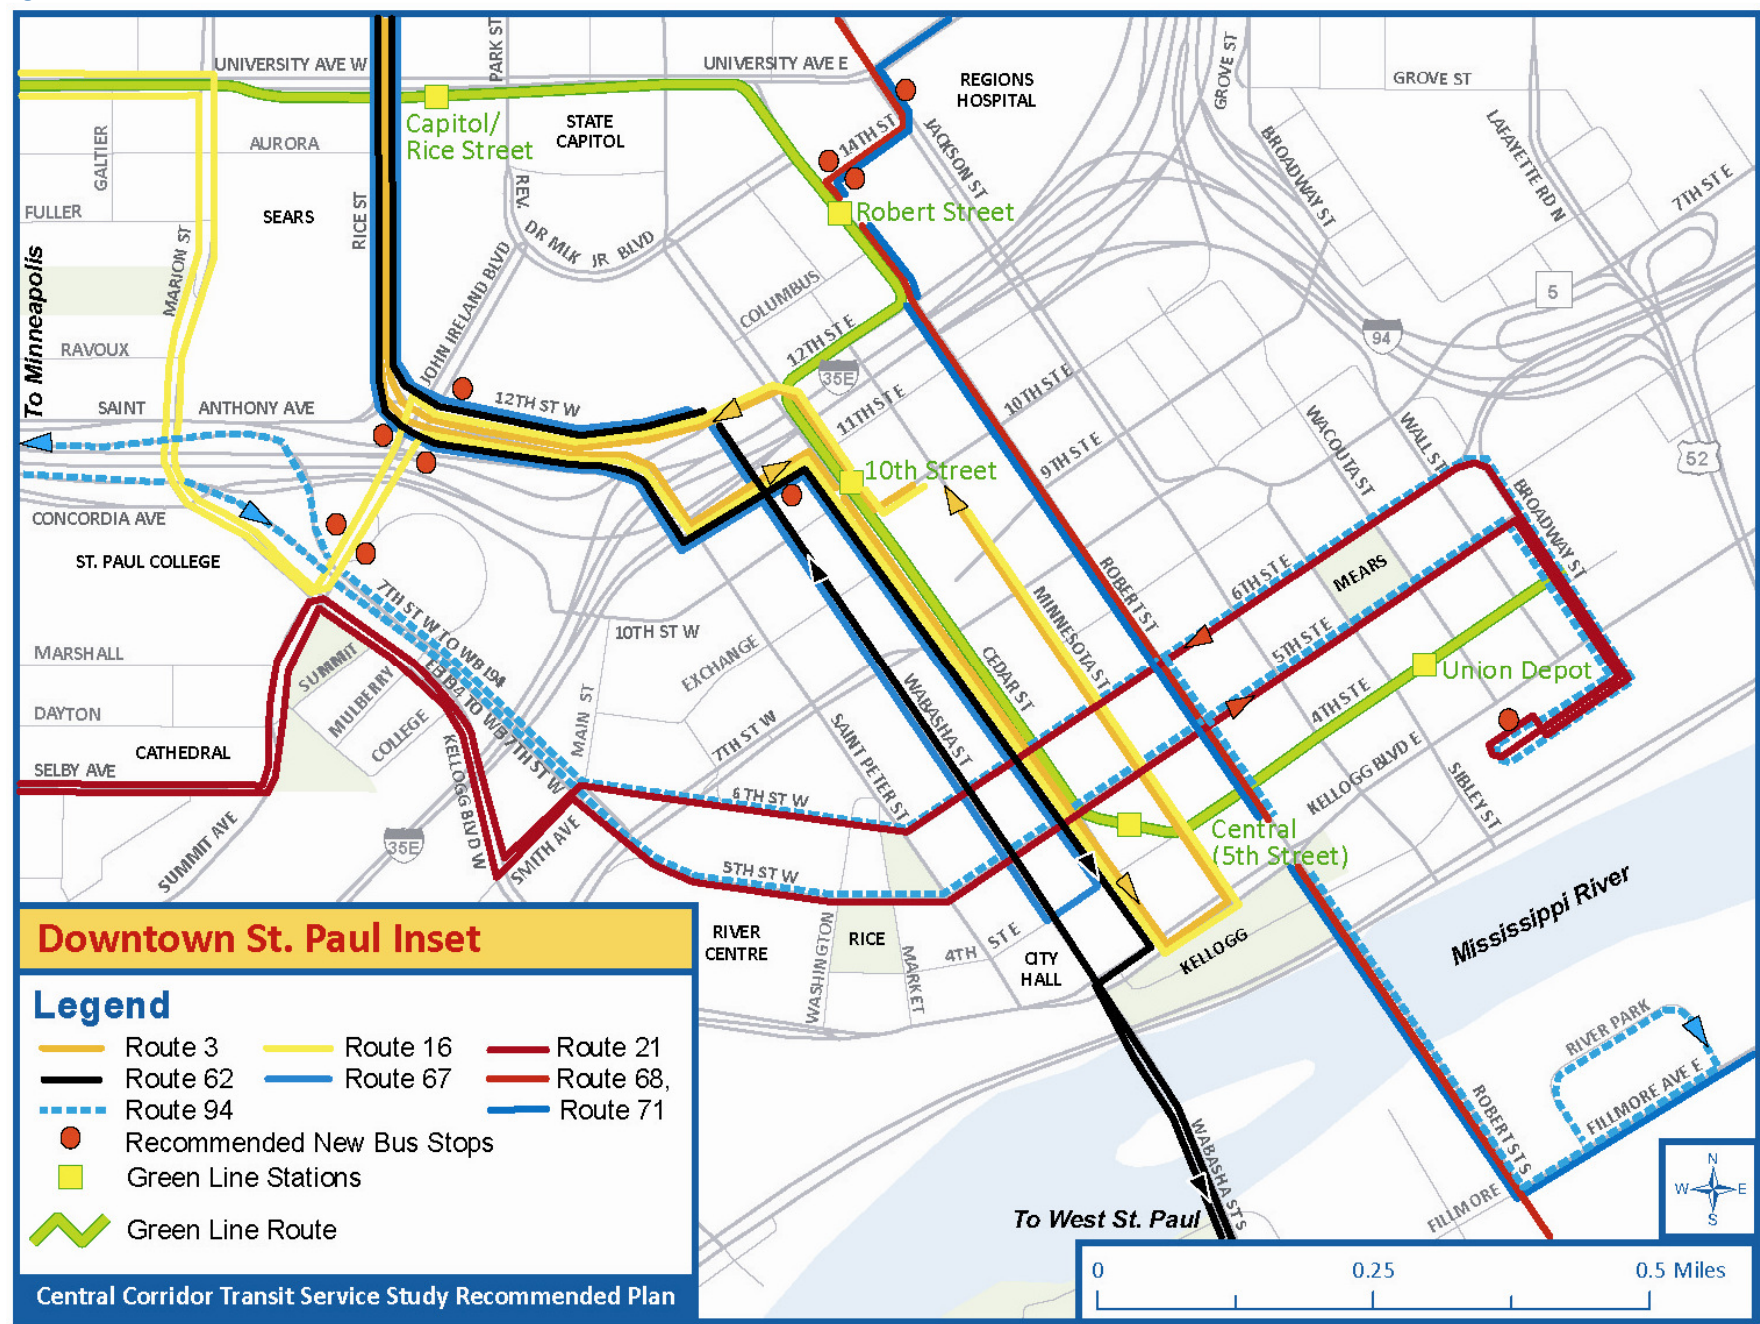 UNIVERSITY AVE W
PARK ST
UNIVERSITY AVE E
REGIONS
HOSPITAL
GROVE ST
GROVE ST
Capitol/
Rice Street
STATE
CAPITOL
14TH ST
JACKSON ST
BROADWAY ST
LAFAYETTE RD N
7TH ST E
GALTIER
AURORA
FULLER
SEARS
RICE ST
REV.
DR MLK JR BLVD
Robert Street
MARION ST
JOHN IRELAND BLVD
COLUMBUS
12TH ST E
35E
5
94
To Minneapolis
RAVOUX
SAINT
ANTHONY AVE
12TH ST W
11TH ST E
10TH ST E
9TH ST E
WACOUTA ST
WALL ST
52
10th Street
CONCORDIA AVE
ST. PAUL COLLEGE
BROADWAY ST
MEARS
6TH ST E
5TH ST E
ROBERT ST
MINNESOTA ST
7TH ST W TO WB I94
EB I94 TO WB 7TH ST W
10TH ST W
EXCHANGE
MARSHALL
SUMMIT
MULBERRY
COLLEGE
DAYTON
CATHEDRAL
SELBY AVE
MAIN ST
7TH ST W
WABASHA ST
CEDAR ST
SAINT PETER ST
Union Depot
4TH ST E
KELLOGG BLVD E
SIBLEY ST
KELLOGG BLVD W
6TH ST W
SUMMIT AVE
35E
SMITH AVE
5TH ST W
Central
(5th Street)
Mississippi River
RIVER
CENTRE
WASHINGTON
RICE
MARKET
4TH
ST E
CITY
HALL
KELLOGG
RIVER PARK
FILLMORE AVE E
ROBERT ST S
FILLMORE
WABASHA ST S
To West St. Paul
Downtown St. Paul Inset
Legend
Route 3
Route 16
Route 21
Route 62
Route 67
Route 68,
Route 94
Route 71
Recommended New Bus Stops
Green Line Stations
Green Line Route
Central Corridor Transit Service Study Recommended Plan
N
W E
S
0 0.25 0.5 Miles